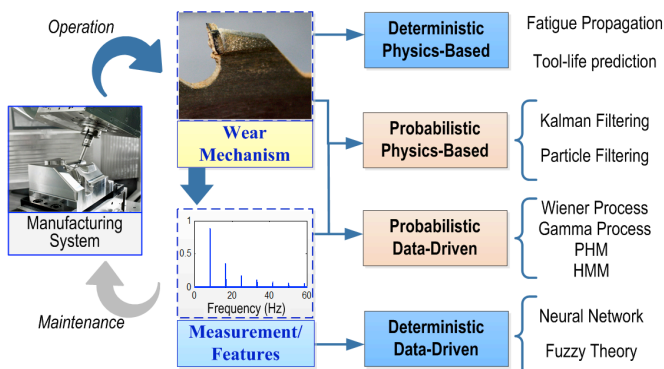 Operation
Manufacturing
System
Maintenance
Wear
Mechanism
1
0.5
0
0
20
40
60
Frequency (Hz)
Measurement/
Features
Deterministic
Physics-Based
Fatigue Propagation
Tool-life prediction
Probabilistic
Physics-Based
Kalman Filtering
Particle Filtering
Probabilistic
Data-Driven
Wiener Process
Gamma Process
PHM
HMM
Deterministic
Data-Driven
Neural Network
Fuzzy Theory